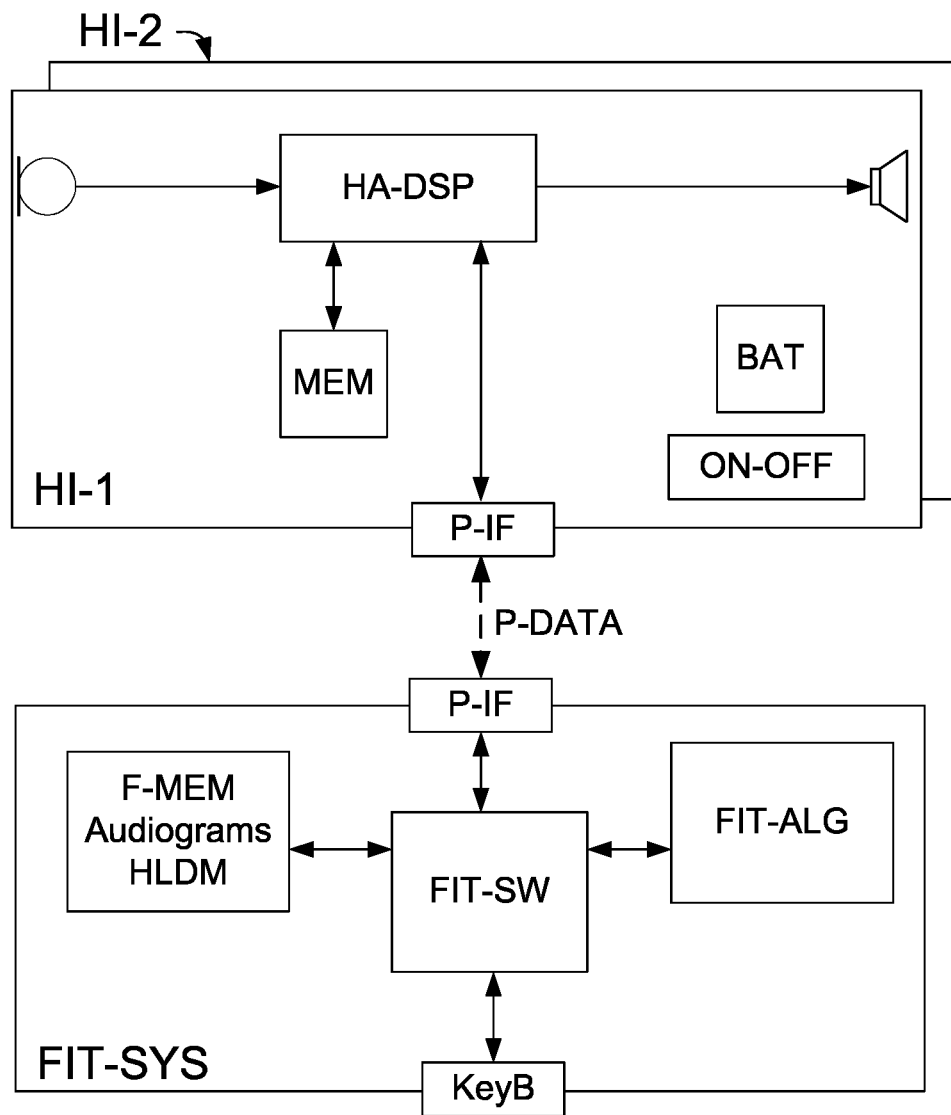 HI-2
HA-DSP
MEM
BAT
ON-OFF
HI-1
P-IF
P-DATA
P-IF
F-MEM
Audiograms
HLDM
FIT-SW
FIT-ALG
FIT-SYS
KeyB